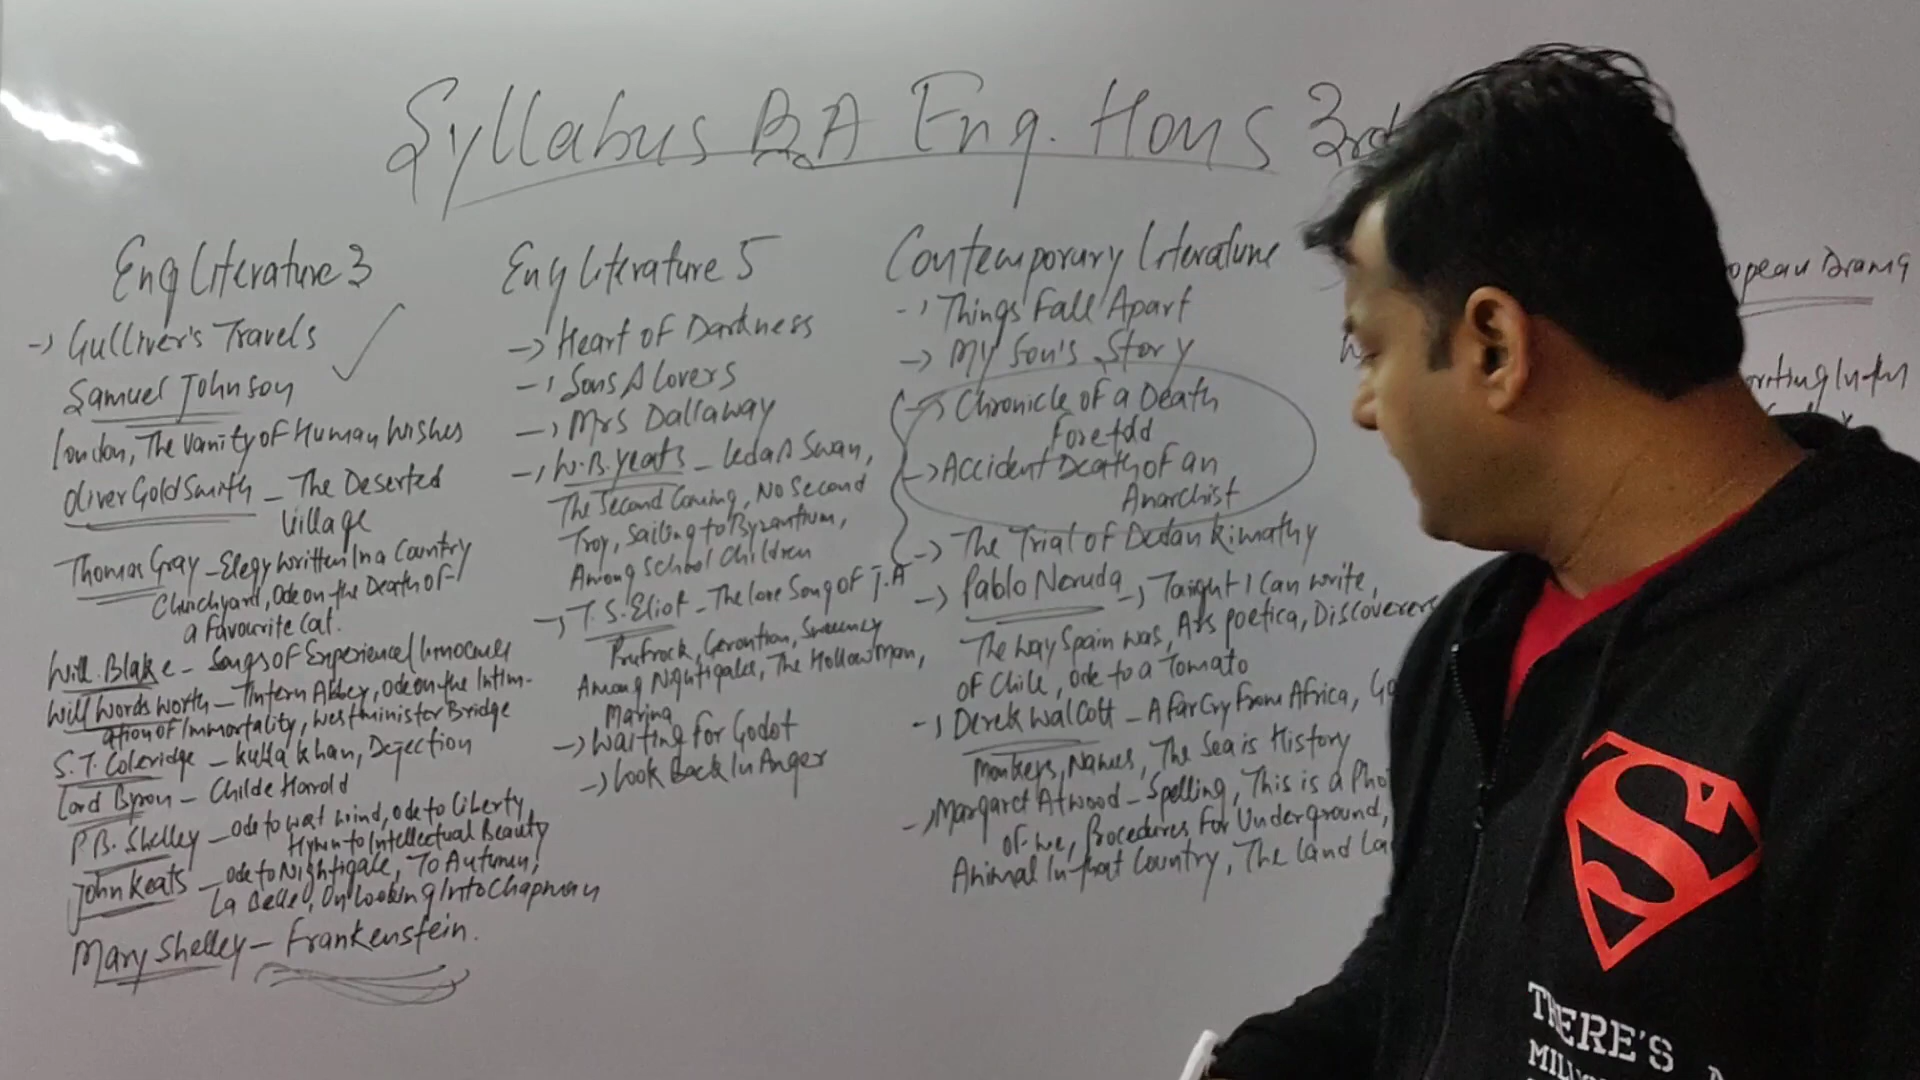 Syllabus BA Eng. Hons 3rd
Eng Literature 3
-> Gulliver's Travels
Samuel Johnson
London, The Vanity of Human Wishes
Oliver GoldSmith - The Deserted
Village
Thomas Gray - Elegy written In a Country
Churchyard, Ode on the Death of
a Favourite Cat.
Will. Blake - Songs of Experience/Innocence
Will Words worth - Tintern Abbey, Ode on the Intim-
ation of Immortality, Westminister Bridge
S. T. Coleridge - Kubla Khan, Dejection
Lord Byron - Childe Harold
P. B. Shelley - Ode to West Wind, Ode to Liberty,
Hymn to Intellectual Beauty
John Keats - Ode to Nightigale, To Autumn,
La Belle, On Looking Into Chapman
Mary Shelley - Frankenstein.
Eng Literature 5
-> Heart of Darkness
-> Sons & Lovers
-> Mrs Dallaway
-> W. B. Yeats - Leda & Swan,
The Second Coming, No Second
Troy, Sailing to Byzantium,
Among School Children
-> T. S. Eliot - The Love Song of J. A
Prufrock, Gerontion, Sweeney
Among Nightigales, The Hollow Man,
Marina
-> Waiting For Godot
-> Look Back In Anger
Contemporary Literature
-> Things Fall Apart
-> My Son's Story
-> Chronicle of a Death
Foretold
-> Accident Death of an
Anarchist
-> The Trial of Dedan Kimathy
-> Pablo Neruda -> Tonight I Can write,
The Way Spain was, Ars Poetica, Discoverers
of Chile, Ode to a Tomato
-> Derek Walcott - A Far Cry From Africa, Go
Monkeys, Names, The Sea is History
-> Margaret Atwood - Spelling, This is a Pho
of me, Procedures For Underground,
Animal In that Country, The Land La
opean Drama
S
THERE'S